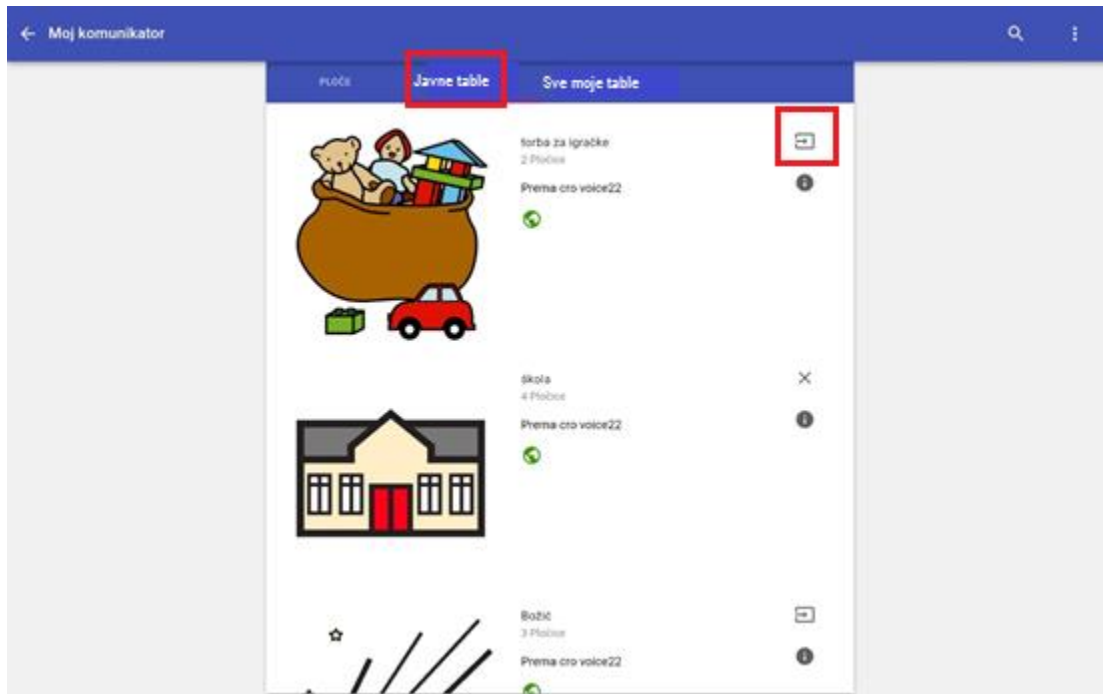 Moj komunikator
PLOČE Javne table Sve moje table
torba za igračke
2 Pločice
Prema cro voice22
škola
4 Pločice
Prema cro voice22
Božić
3 Pločice
Prema cro voice22